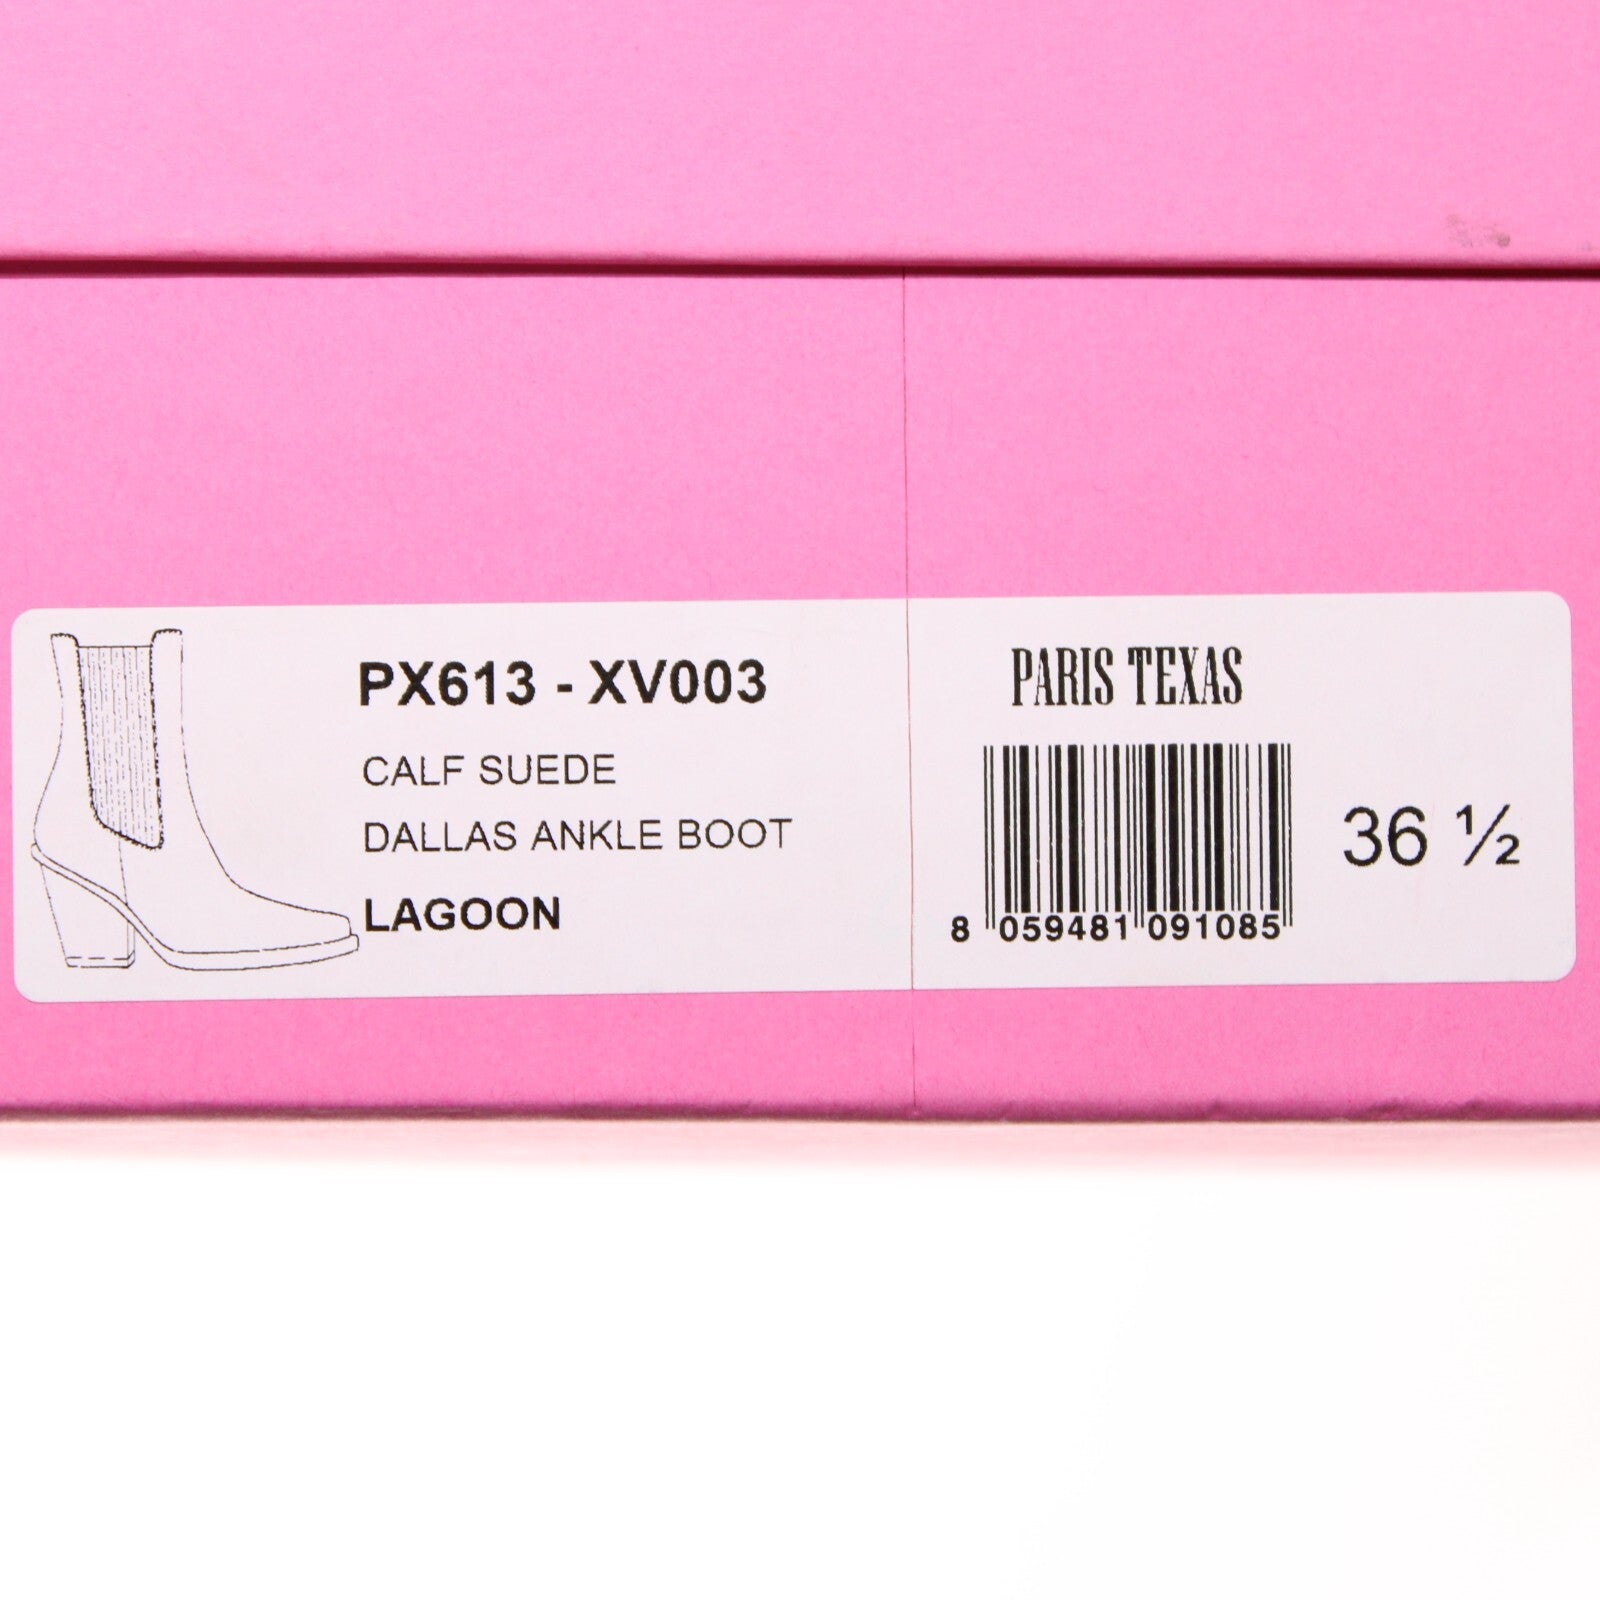 PX613 - XV003
CALF SUEDE
DALLAS ANKLE BOOT
LAGOON
PARIS TEXAS
8 059481 091085
36 ½